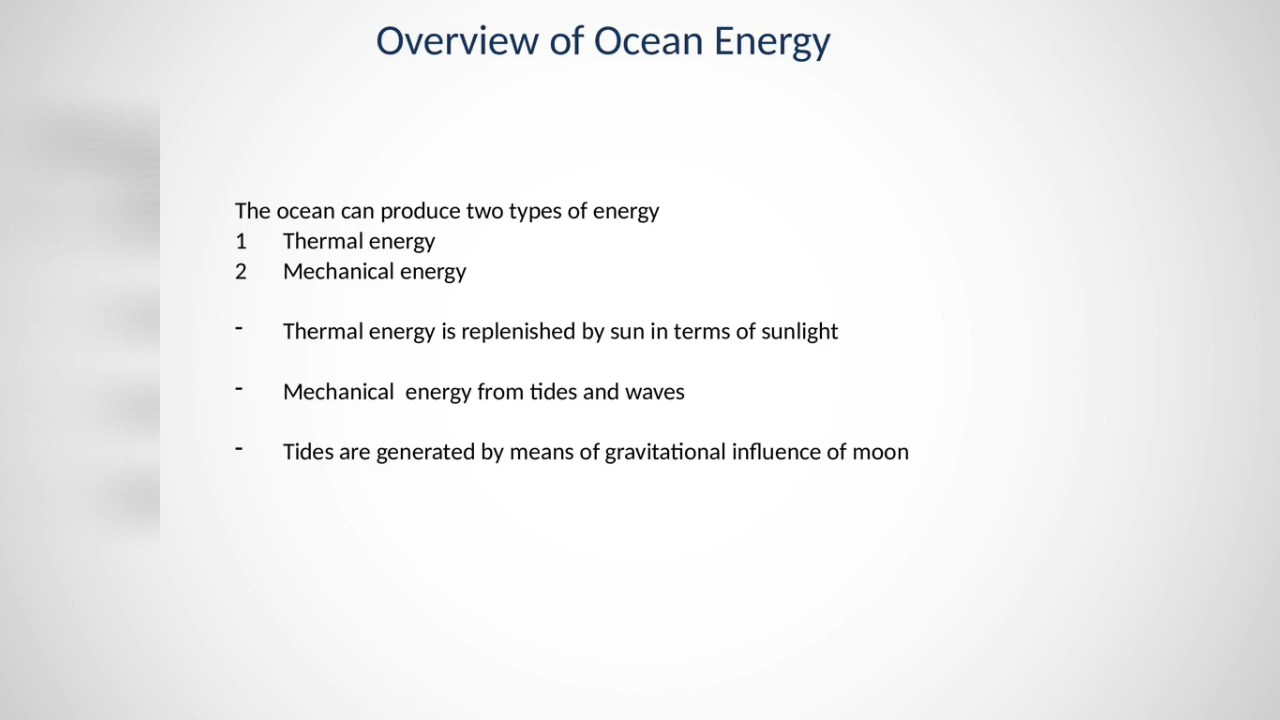 Overview of Ocean Energy
The ocean can produce two types of energy
1 Thermal energy
2 Mechanical energy
- Thermal energy is replenished by sun in terms of sunlight
- Mechanical  energy from tides and waves
- Tides are generated by means of gravitational influence of moon